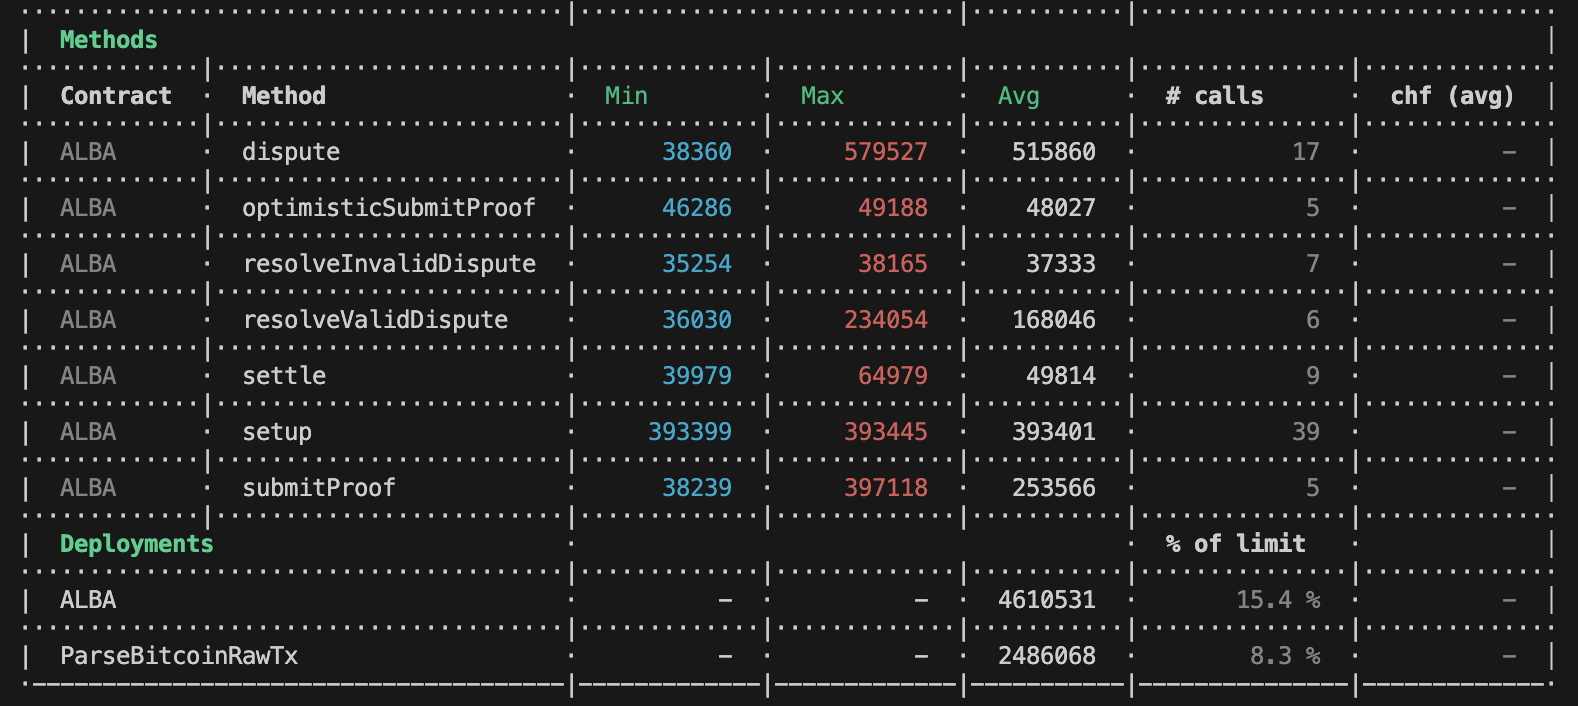 Methods
Contract Method Min Max Avg # calls chf (avg)
ALBA dispute 38360 579527 515860 17 –
ALBA optimisticSubmitProof 46286 49188 48027 5 –
ALBA resolveInvalidDispute 35254 38165 37333 7 –
ALBA resolveValidDispute 36030 234054 168046 6 –
ALBA settle 39979 64979 49814 9 –
ALBA setup 393399 393445 393401 39 –
ALBA submitProof 38239 397118 253566 5 –
Deployments % of limit
ALBA – – 4610531 15.4 % –
ParseBitcoinRawTx – – 2486068 8.3 % –